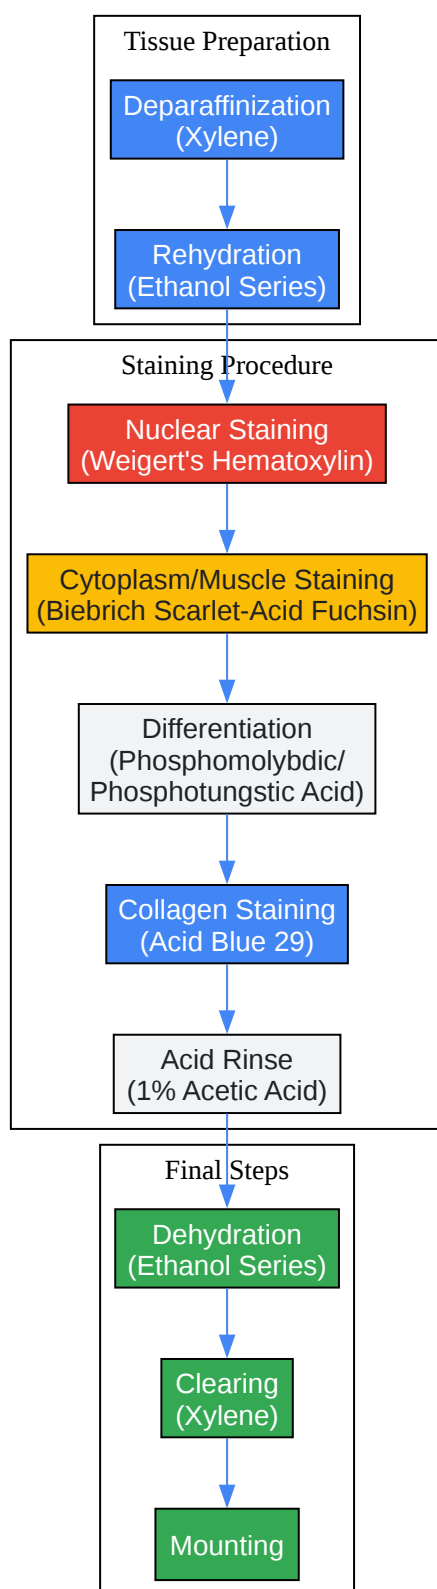 Tissue Preparation
Deparaffinization
(Xylene)
Rehydration
(Ethanol Series)
Staining Procedure
Nuclear Staining
(Weigert's Hematoxylin)
Cytoplasm/Muscle Staining
(Biebrich Scarlet-Acid Fuchsin)
Differentiation
(Phosphomolybdic/
Phosphotungstic Acid)
Collagen Staining
(Acid Blue 29)
Acid Rinse
(1% Acetic Acid)
Final Steps
Dehydration
(Ethanol Series)
Clearing
(Xylene)
Mounting